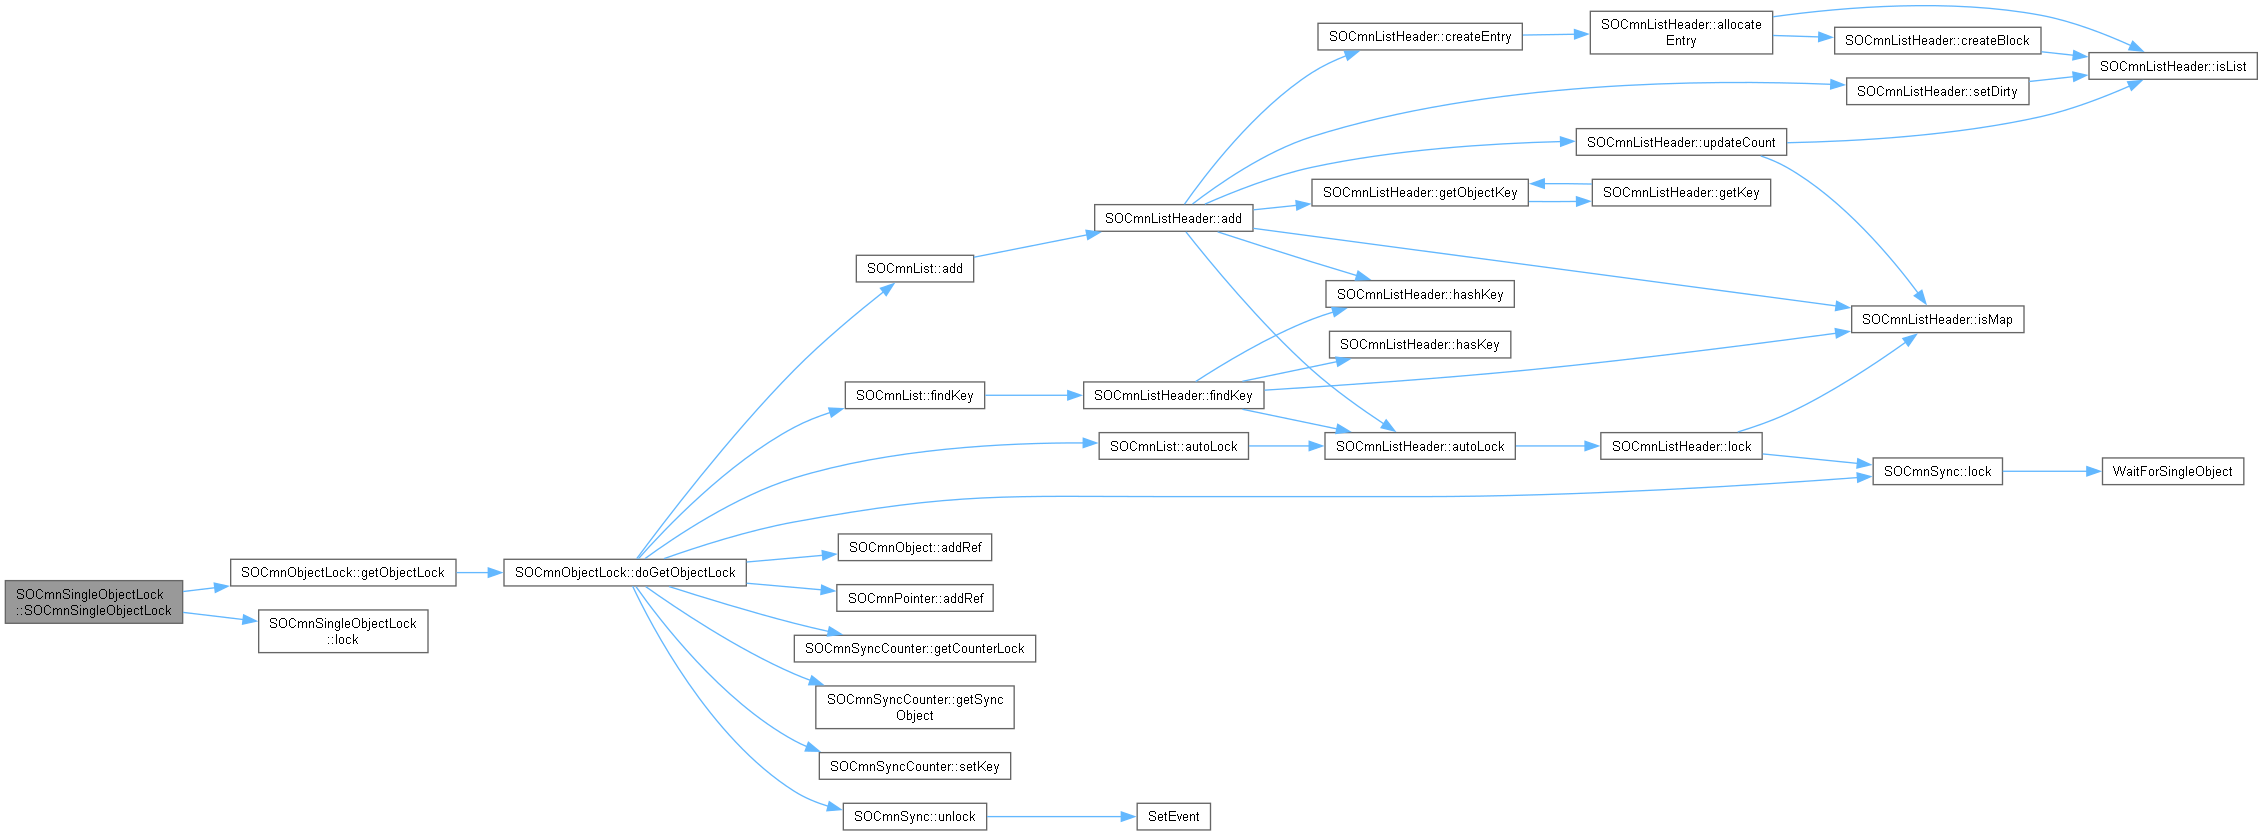 SOCmnSingleObjectLock
::SOCmnSingleObjectLock
SOCmnObjectLock::getObjectLock
SOCmnSingleObjectLock
::lock
SOCmnObjectLock::doGetObjectLock
SOCmnList::add
SOCmnList::findKey
SOCmnList::autoLock
SOCmnObject::addRef
SOCmnPointer::addRef
SOCmnSyncCounter::getCounterLock
SOCmnSyncCounter::getSync
Object
SOCmnSyncCounter::setKey
SOCmnSync::unlock
SetEvent
SOCmnListHeader::add
SOCmnListHeader::findKey
SOCmnListHeader::createEntry
SOCmnListHeader::allocate
Entry
SOCmnListHeader::createBlock
SOCmnListHeader::isList
SOCmnListHeader::setDirty
SOCmnListHeader::updateCount
SOCmnListHeader::getObjectKey
SOCmnListHeader::getKey
SOCmnListHeader::hashKey
SOCmnListHeader::isMap
SOCmnListHeader::hasKey
SOCmnListHeader::autoLock
SOCmnListHeader::lock
SOCmnSync::lock
WaitForSingleObject